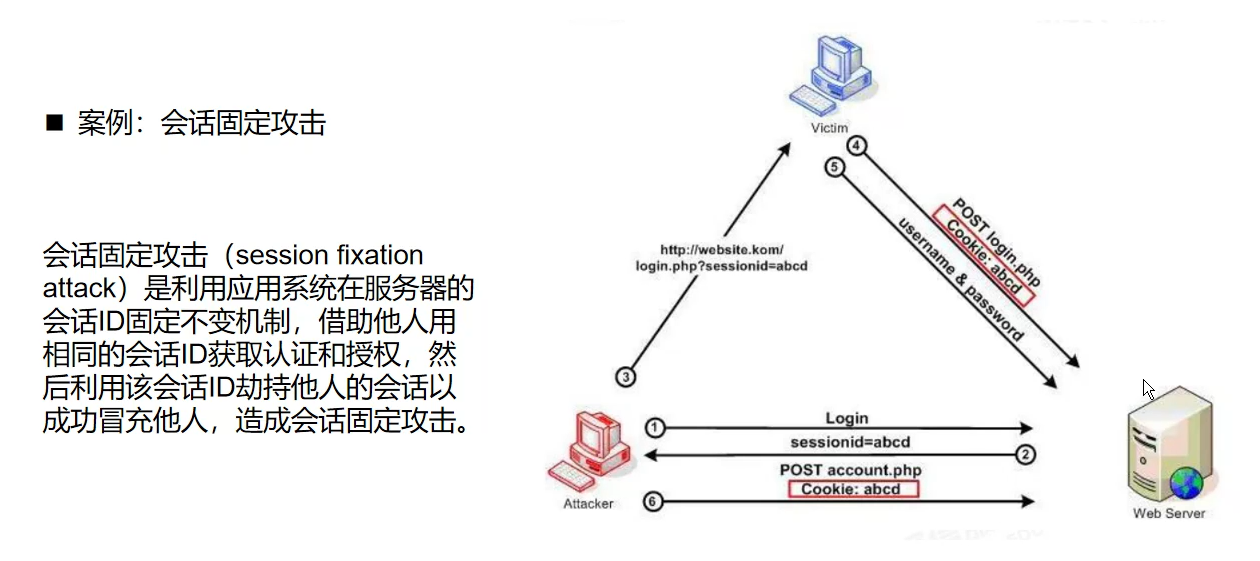 ■ 案例：会话固定攻击
会话固定攻击（session fixation
attack）是利用应用系统在服务器的
会话ID固定不变机制，借助他人用
相同的会话ID获取认证和授权，然
后利用该会话ID劫持他人的会话以
成功冒充他人，造成会话固定攻击。
Victim
④
⑤
POST login.php
Cookie: abcd
username & password
http://website.kom/
login.php?sessionid=abcd
③
①
Login
sessionid=abcd
②
POST account.php
Cookie: abcd
⑥
Attacker
Web Server